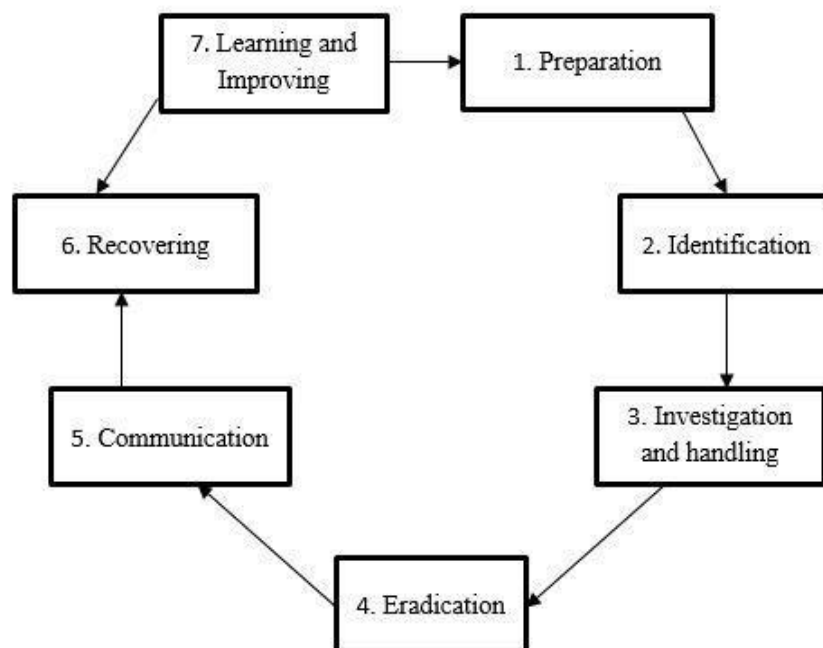 7. Learning and
Improving
1. Preparation
2. Identification
3. Investigation
and handling
4. Eradication
5. Communication
6. Recovering